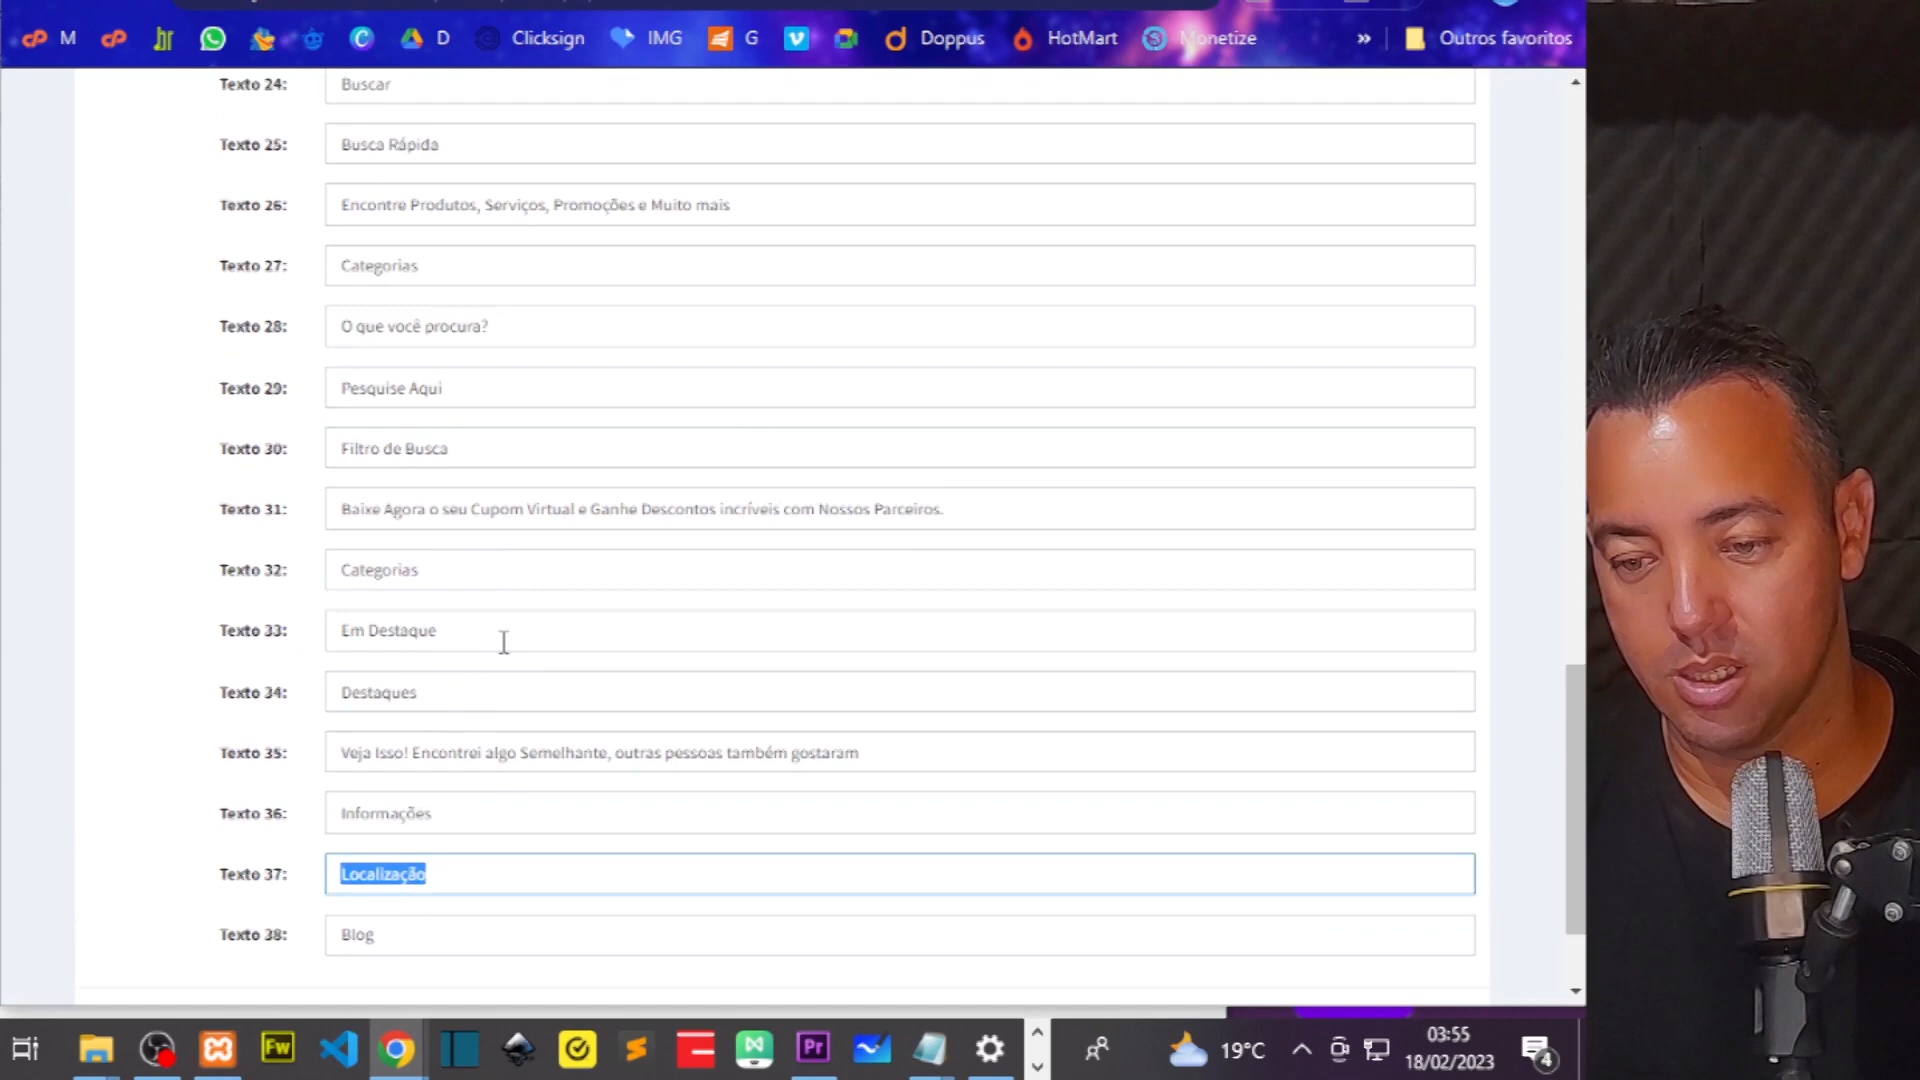 M
D
Clicksign
IMG
G
Doppus
HotMart
Monetize
»
Outros favoritos
Texto 24: Buscar
Texto 25: Busca Rápida
Texto 26: Encontre Produtos, Serviços, Promoções e Muito mais
Texto 27: Categorias
Texto 28: O que você procura?
Texto 29: Pesquise Aqui
Texto 30: Filtro de Busca
Texto 31: Baixe Agora o seu Cupom Virtual e Ganhe Descontos incríveis com Nossos Parceiros.
Texto 32: Categorias
Texto 33: Em Destaque
Texto 34: Destaques
Texto 35: Veja Isso! Encontrei algo Semelhante, outras pessoas também gostaram
Texto 36: Informações
Texto 37: Localização
Texto 38: Blog
Fw
Pr
19°C
03:55
18/02/2023
4